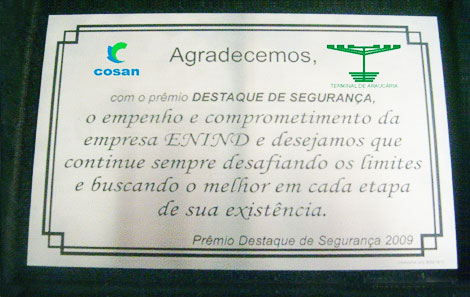 cosan
Agradecemos,
TERMINAL DE ARAUCÁRIA
com o prêmio DESTAQUE DE SEGURANÇA,
o empenho e comprometimento da
empresa ENIND e desejamos que
continue sempre desafiando os limites
e buscando o melhor em cada etapa
de sua existência.
Prêmio Destaque de Segurança 2009